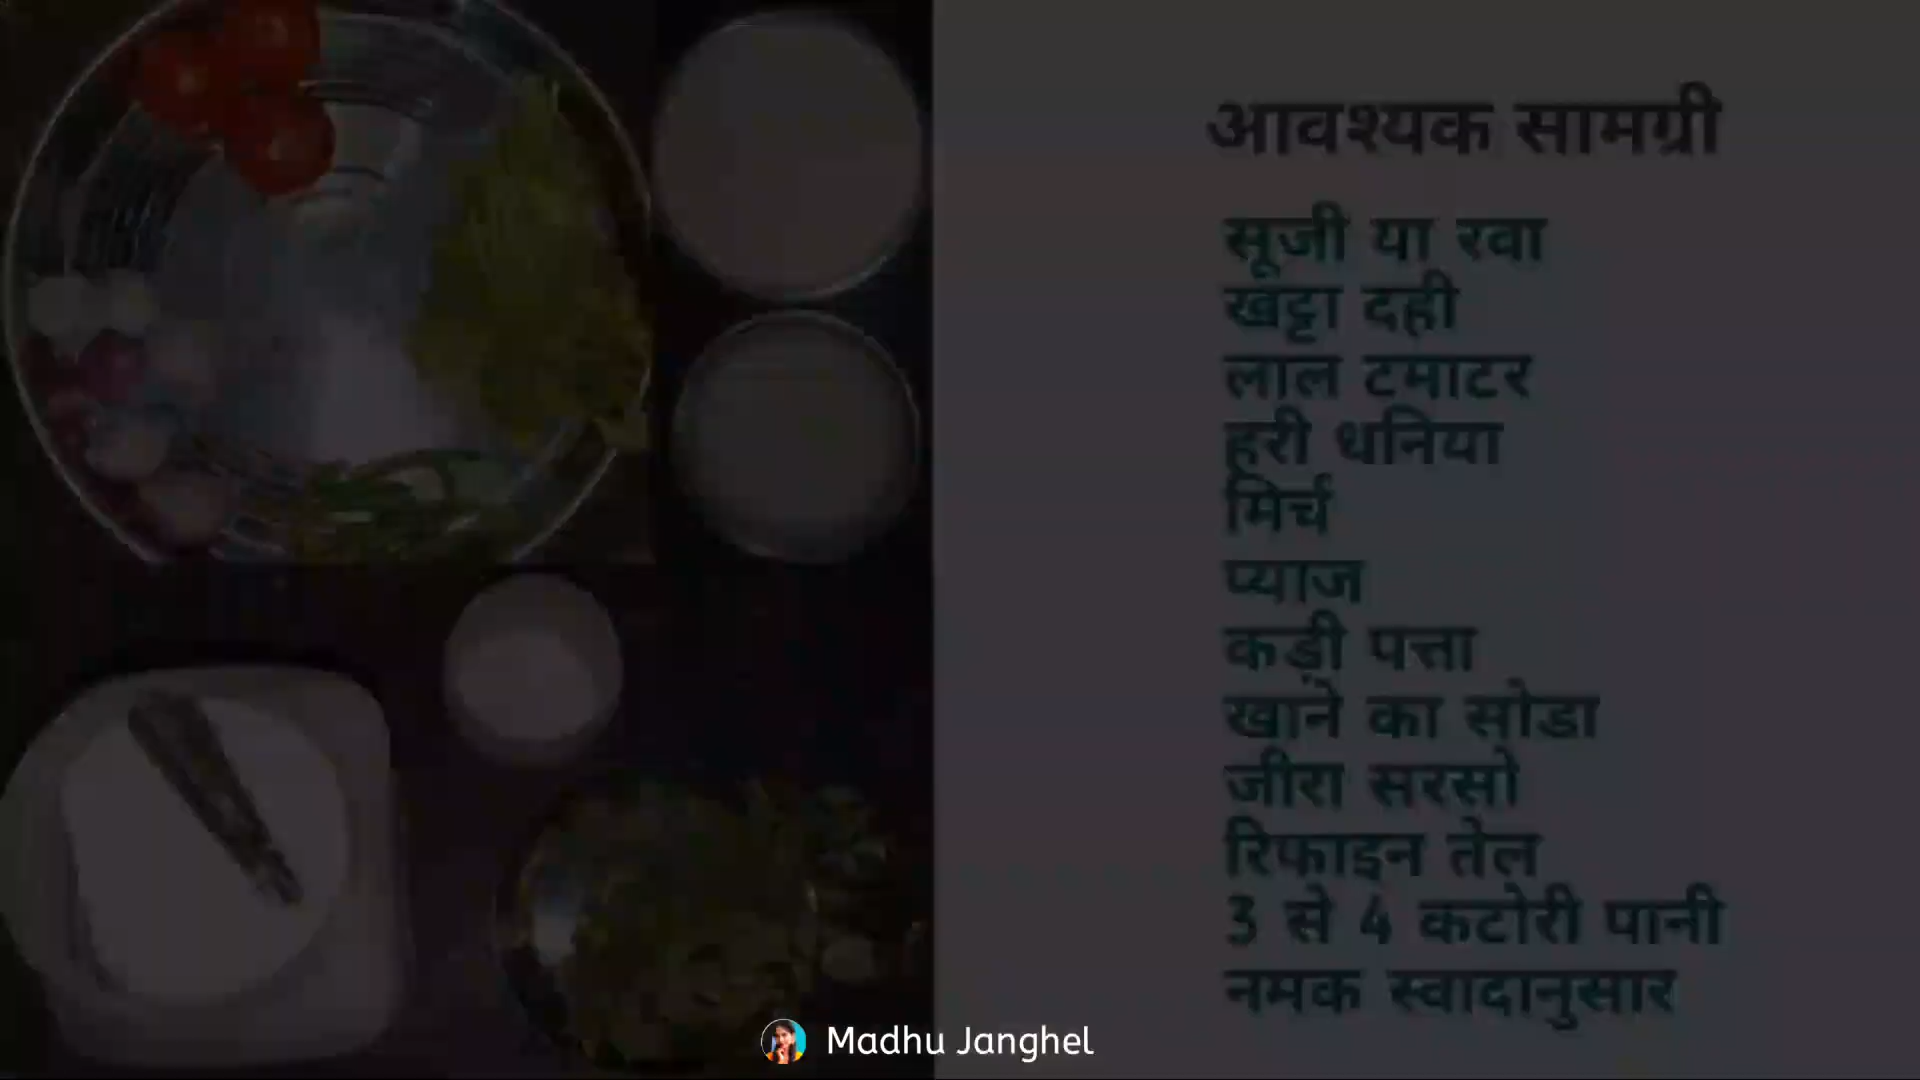 आवश्यक सामग्री
सूजी या रवा
खट्टा दही
लाल टमाटर
हरी धनिया
मिर्च
प्याज
कड़ी पत्ता
खाने का सोडा
जीरा सरसो
रिफाइन तेल
3 से 4 कटोरी पानी
नमक स्वादानुसार
Madhu Janghel